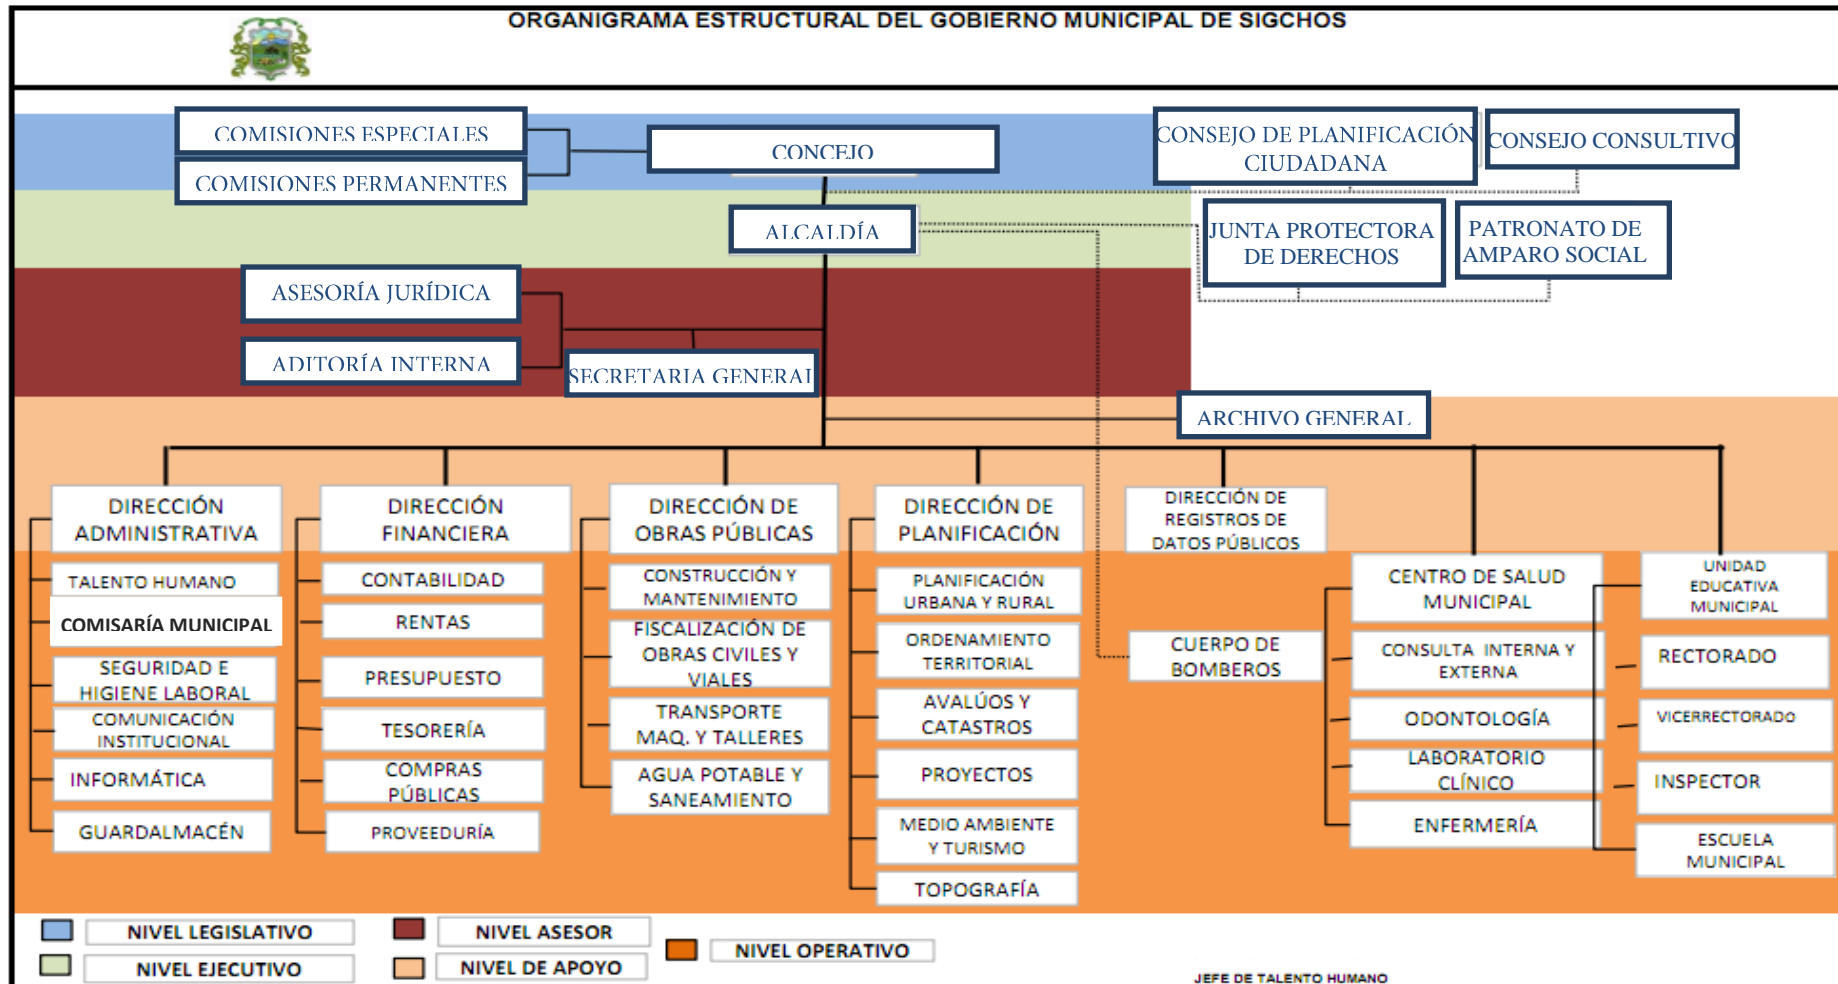 ORGANIGRAMA ESTRUCTURAL DEL GOBIERNO MUNICIPAL DE SIGCHOS
COMISIONES ESPECIALES
COMISIONES PERMANENTES
CONCEJO
CONSEJO DE PLANIFICACIÓN
CIUDADANA
CONSEJO CONSULTIVO
ALCALDÍA
JUNTA PROTECTORA
DE DERECHOS
PATRONATO DE
AMPARO SOCIAL
ASESORÍA JURÍDICA
ADITORÍA INTERNA
SECRETARIA GENERAL
ARCHIVO GENERAL
DIRECCIÓN
ADMINISTRATIVA
TALENTO HUMANO
COMISARÍA MUNICIPAL
SEGURIDAD E
HIGIENE LABORAL
COMUNICACIÓN
INSTITUCIONAL
INFORMÁTICA
GUARDALMACÉN
DIRECCIÓN
FINANCIERA
CONTABILIDAD
RENTAS
PRESUPUESTO
TESORERÍA
COMPRAS
PÚBLICAS
PROVEEDURÍA
DIRECCIÓN DE
OBRAS PÚBLICAS
CONSTRUCCIÓN Y
MANTENIMIENTO
FISCALIZACIÓN DE
OBRAS CIVILES Y
VIALES
TRANSPORTE
MAQ. Y TALLERES
AGUA POTABLE Y
SANEAMIENTO
DIRECCIÓN DE
PLANIFICACIÓN
PLANIFICACIÓN
URBANA Y RURAL
ORDENAMIENTO
TERRITORIAL
AVALÚOS Y
CATASTROS
PROYECTOS
MEDIO AMBIENTE
Y TURISMO
TOPOGRAFÍA
DIRECCIÓN DE
REGISTROS DE
DATOS PÚBLICOS
CUERPO DE
BOMBEROS
CENTRO DE SALUD
MUNICIPAL
CONSULTA INTERNA Y
EXTERNA
ODONTOLOGÍA
LABORATORIO
CLÍNICO
ENFERMERÍA
UNIDAD
EDUCATIVA
MUNICIPAL
RECTORADO
VICERRECTORADO
INSPECTOR
ESCUELA
MUNICIPAL
NIVEL LEGISLATIVO
NIVEL EJECUTIVO
NIVEL ASESOR
NIVEL DE APOYO
NIVEL OPERATIVO
JEFE DE TALENTO HUMANO